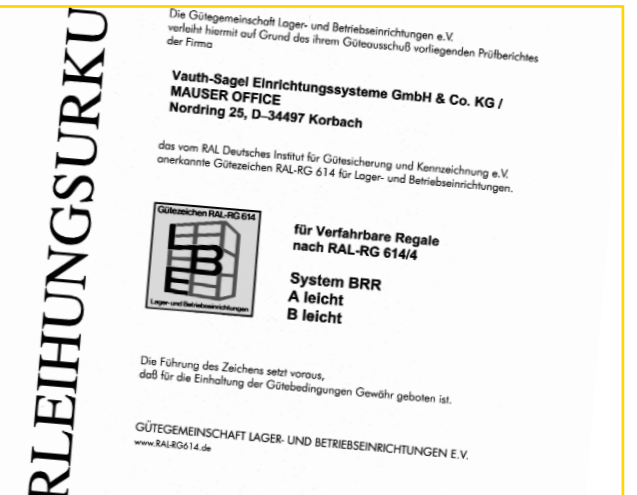 RLEIHUNGSURKU
Die Gütegemeinschaft Lager- und Betriebseinrichtungen e.V.
verleiht hiermit auf Grund des ihrem Güteausschuß vorliegenden Prüfberichtes
der Firma
Vauth-Sagel Einrichtungssysteme GmbH & Co. KG /
MAUSER OFFICE
Nordring 25, D–34497 Korbach
das vom RAL Deutsches Institut für Gütesicherung und Kennzeichnung e.V.
anerkannte Gütezeichen RAL-RG 614 für Lager- und Betriebseinrichtungen.
Gütezeichen RAL-RG 614
LBE
Lager- und Betriebseinrichtungen
für Verfahrbare Regale
nach RAL-RG 614/4
System BRR
A leicht
B leicht
Die Führung des Zeichens setzt voraus,
daß für die Einhaltung der Gütebedingungen Gewähr geboten ist.
GÜTEGEMEINSCHAFT LAGER- UND BETRIEBSEINRICHTUNGEN E.V.
www.RAL-RG614.de